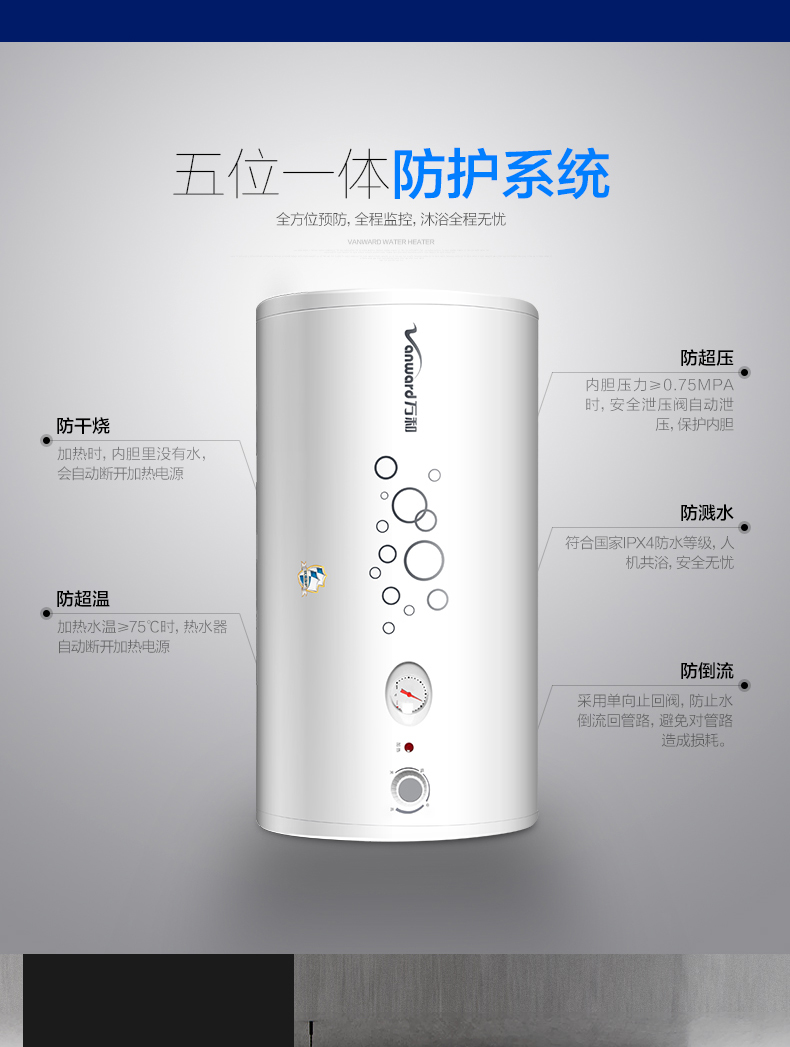 五位一体防护系统
全方位预防, 全程监控, 沐浴全程无忧
VANWARD WATER HEATER
Vanward 万和
防干烧
加热时, 内胆里没有水,
会自动断开加热电源
防超温
加热水温≥75℃时, 热水器
自动断开加热电源
防超压
内胆压力≥0.75MPA
时, 安全泄压阀自动泄
压, 保护内胆
防溅水
符合国家IPX4防水等级, 人
机共浴, 安全无忧
防倒流
采用单向止回阀, 防止水
倒流回管路, 避免对管路
造成损耗。